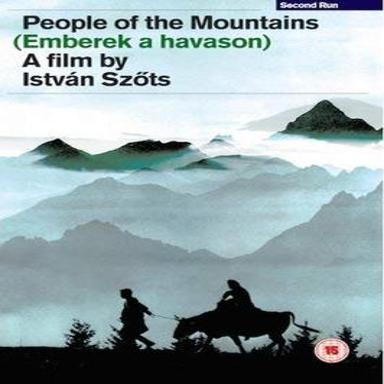 Second Run
People of the Mountains
(Emberek a havason)
A film by
István Szőts
15